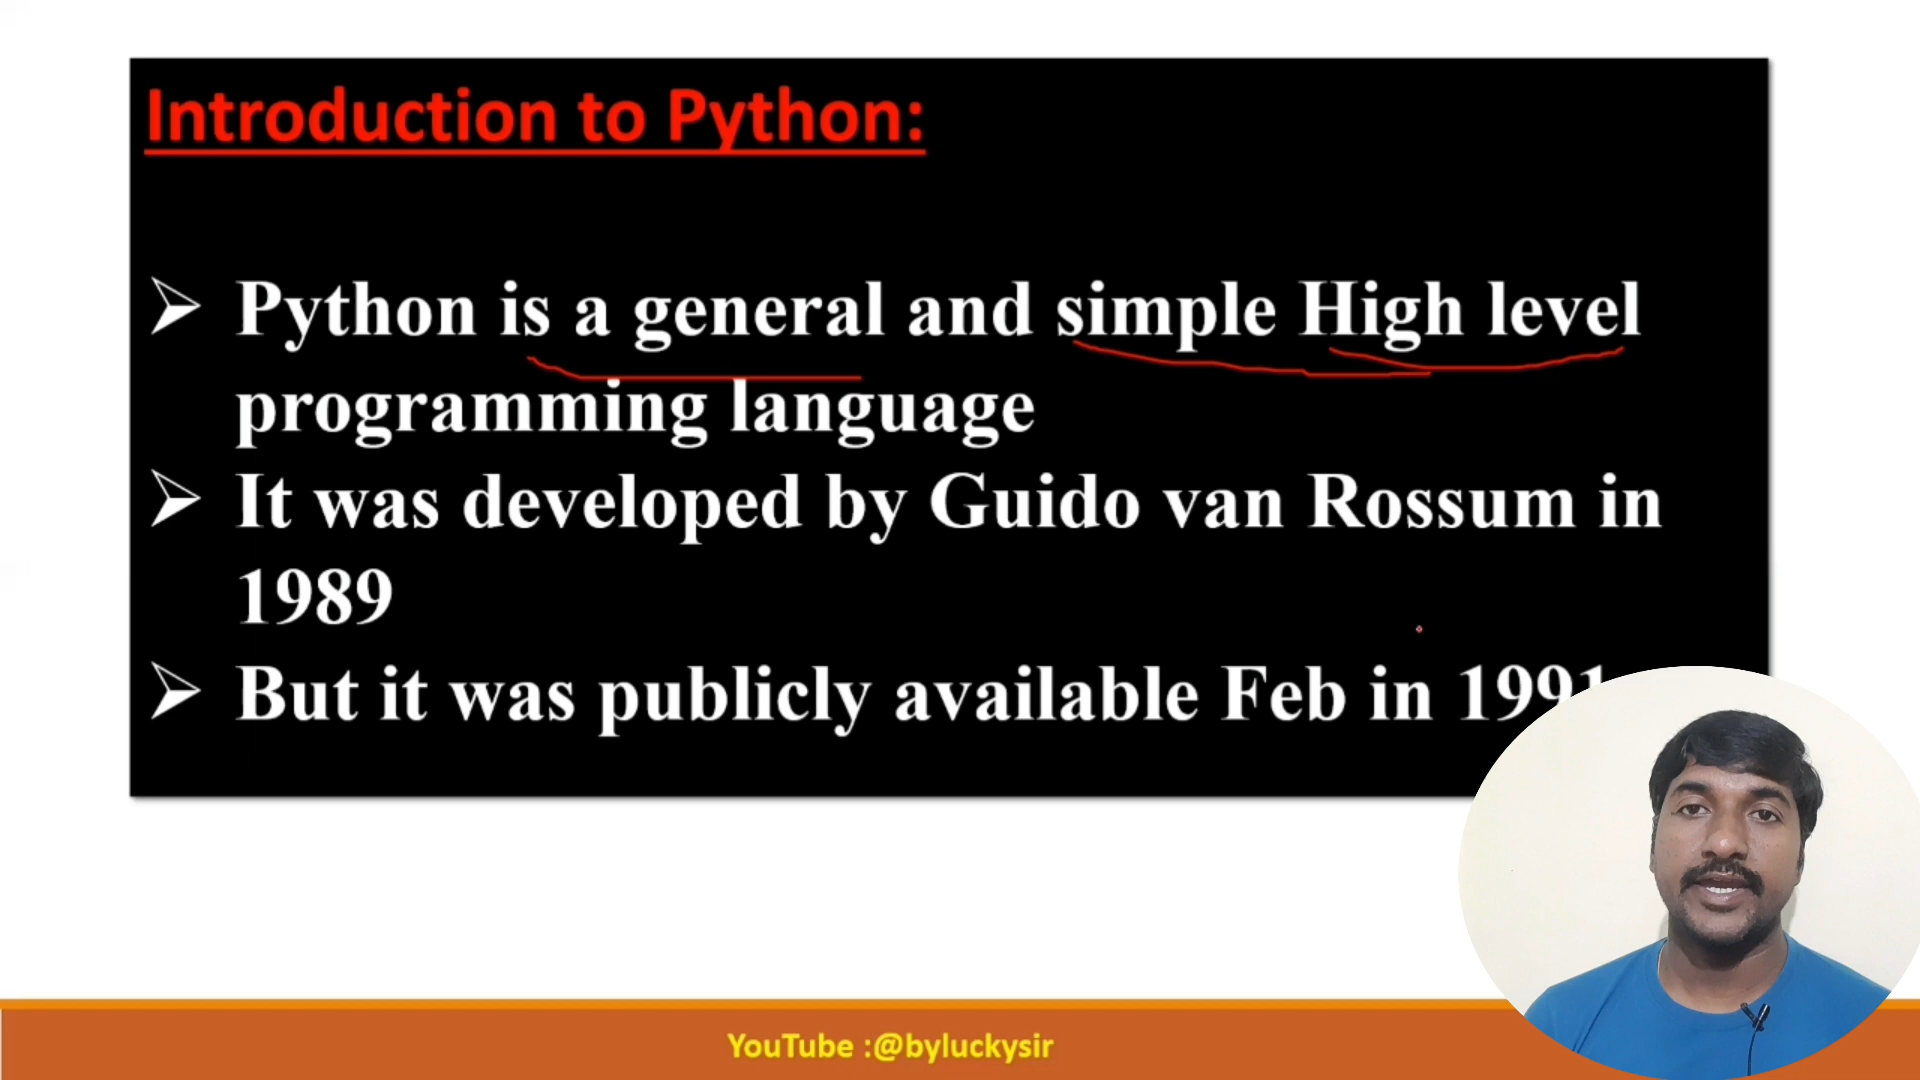 Introduction to Python:
➢ Python is a general and simple High level
programming language
➢ It was developed by Guido van Rossum in
1989
➢ But it was publicly available Feb in 1991
YouTube :@byluckysir